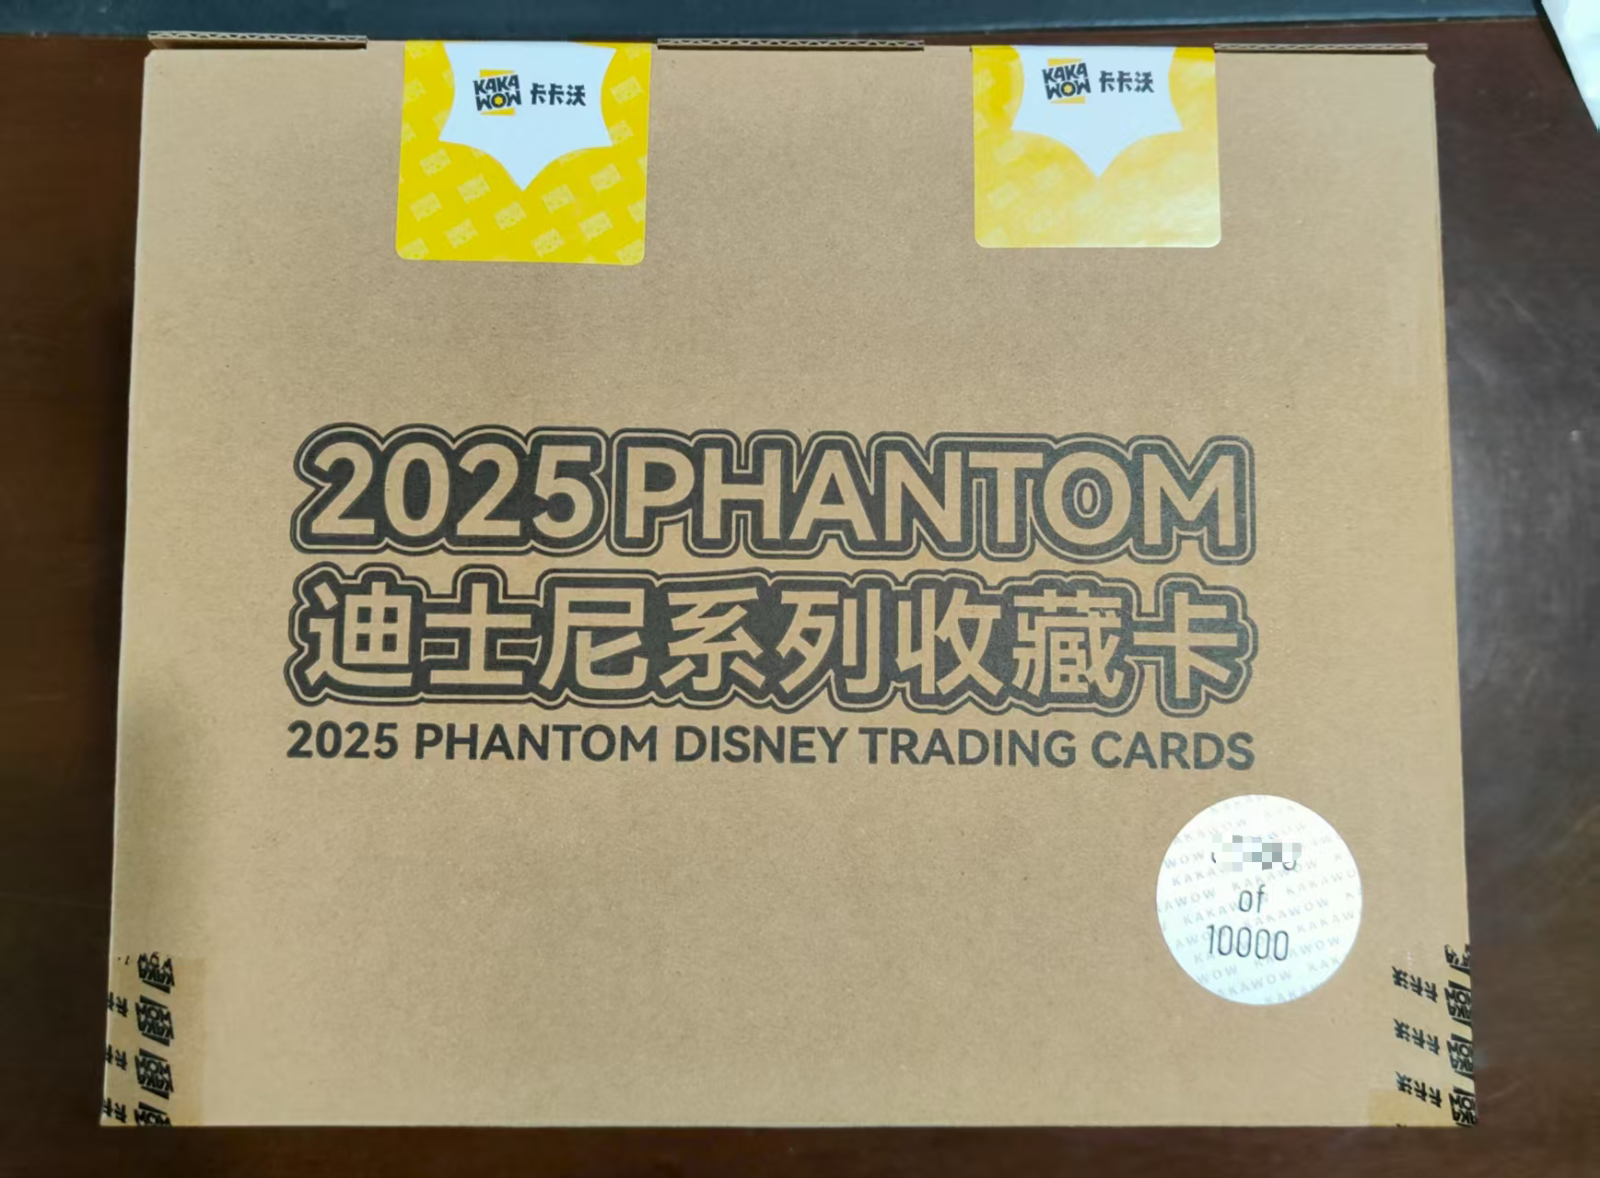 KAKA WOW 卡卡沃
KAKA WOW 卡卡沃
2025 PHANTOM
迪士尼系列收藏卡
2025 PHANTOM DISNEY TRADING CARDS
of
10000